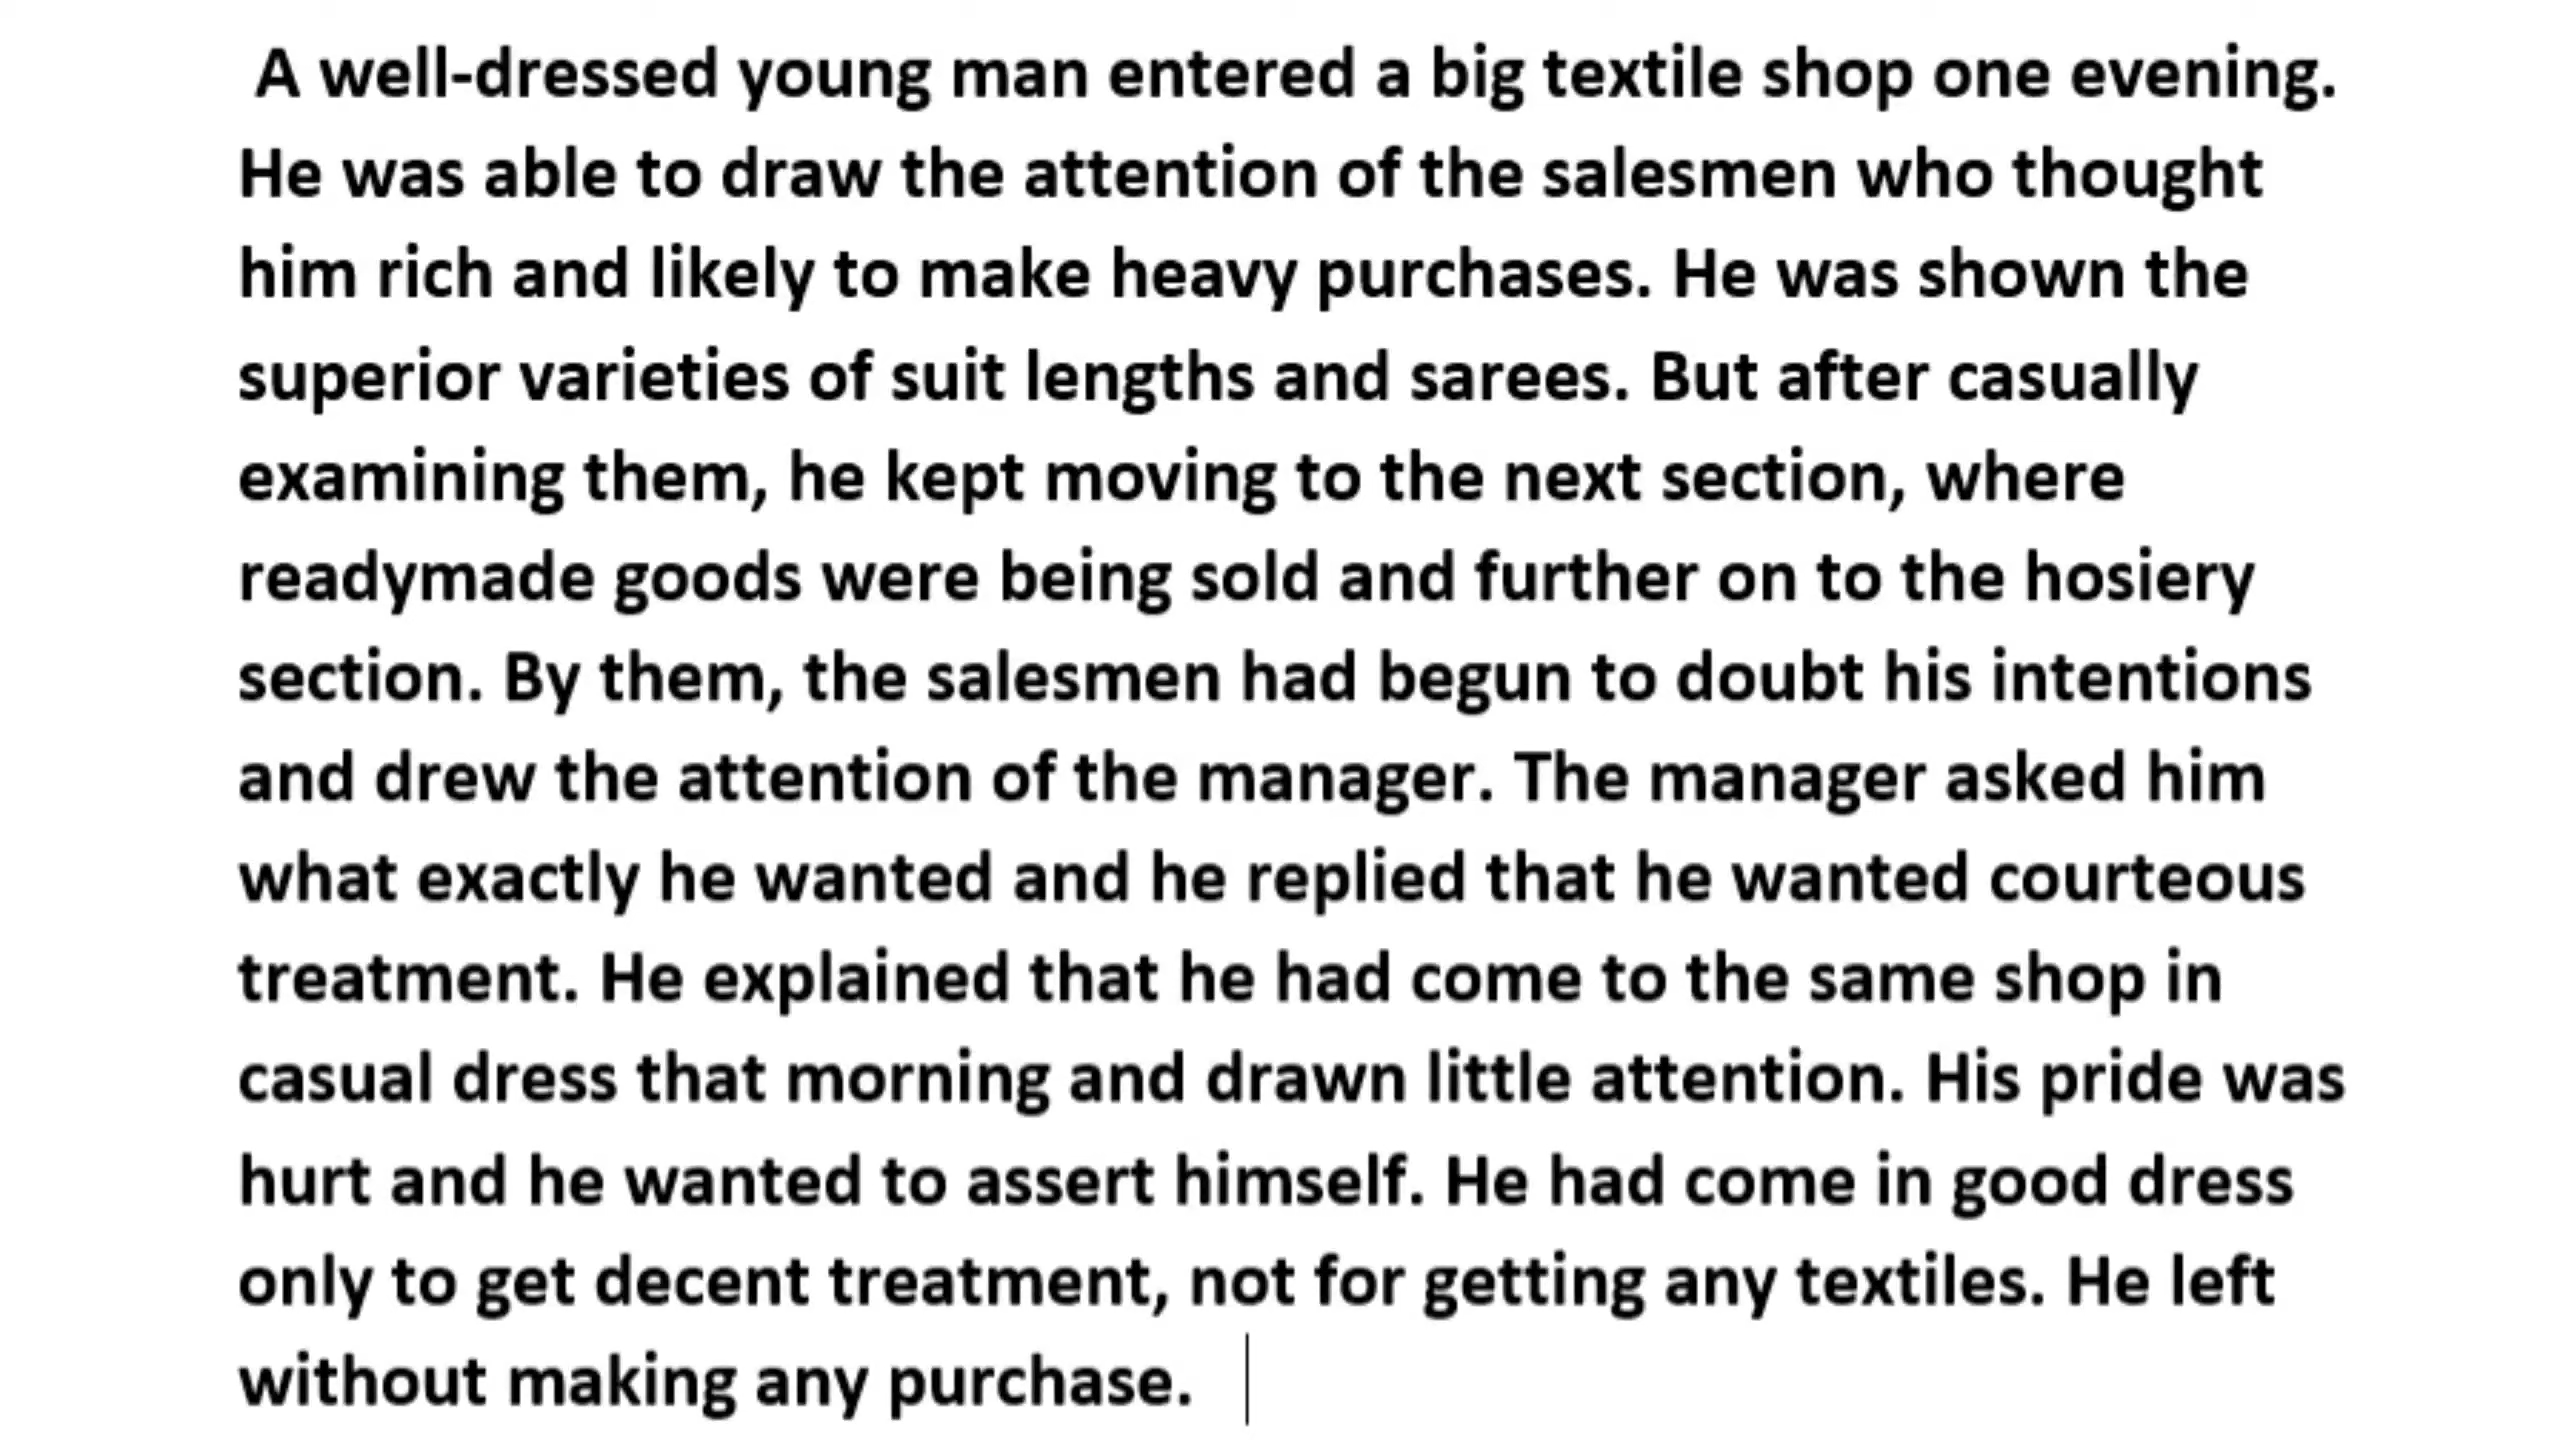 A well-dressed young man entered a big textile shop one evening.
He was able to draw the attention of the salesmen who thought
him rich and likely to make heavy purchases. He was shown the
superior varieties of suit lengths and sarees. But after casually
examining them, he kept moving to the next section, where
readymade goods were being sold and further on to the hosiery
section. By them, the salesmen had begun to doubt his intentions
and drew the attention of the manager. The manager asked him
what exactly he wanted and he replied that he wanted courteous
treatment. He explained that he had come to the same shop in
casual dress that morning and drawn little attention. His pride was
hurt and he wanted to assert himself. He had come in good dress
only to get decent treatment, not for getting any textiles. He left
without making any purchase.